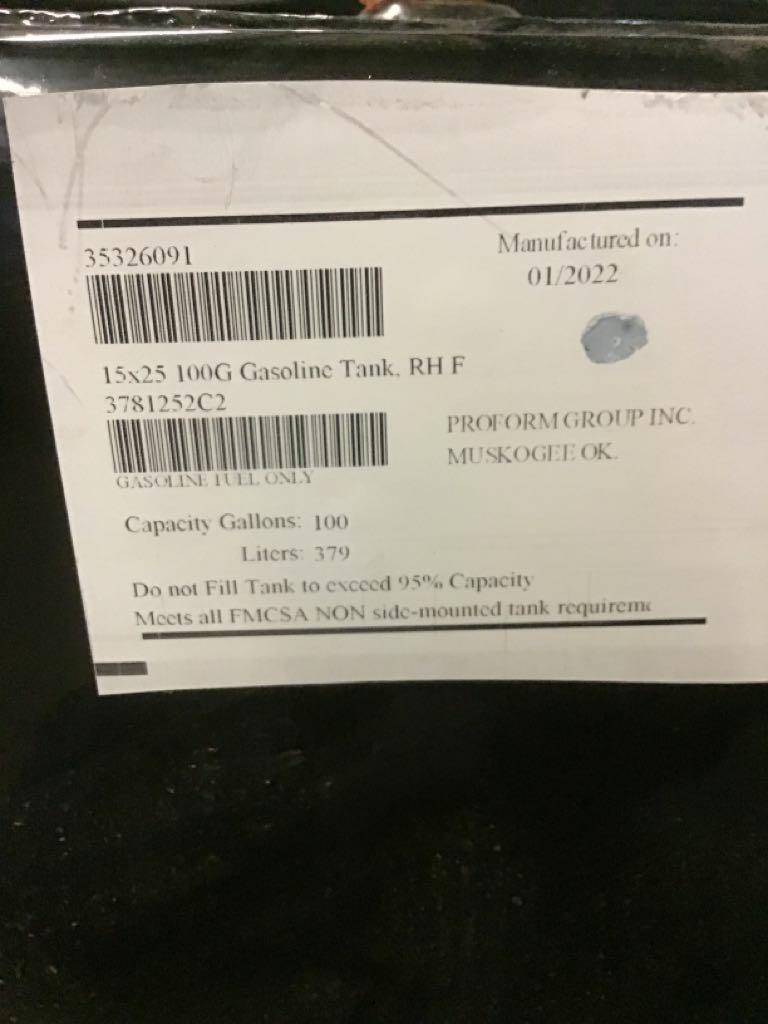 35326091
Manufactured on:
01/2022
15x25 100G Gasoline Tank, RH F
3781252C2
PROFORM GROUP INC.
MUSKOGEE OK.
GASOLINE FUEL ONLY
Capacity Gallons: 100
Liters: 379
Do not Fill Tank to exceed 95% Capacity
Meets all FMCSA NON side-mounted tank requireme